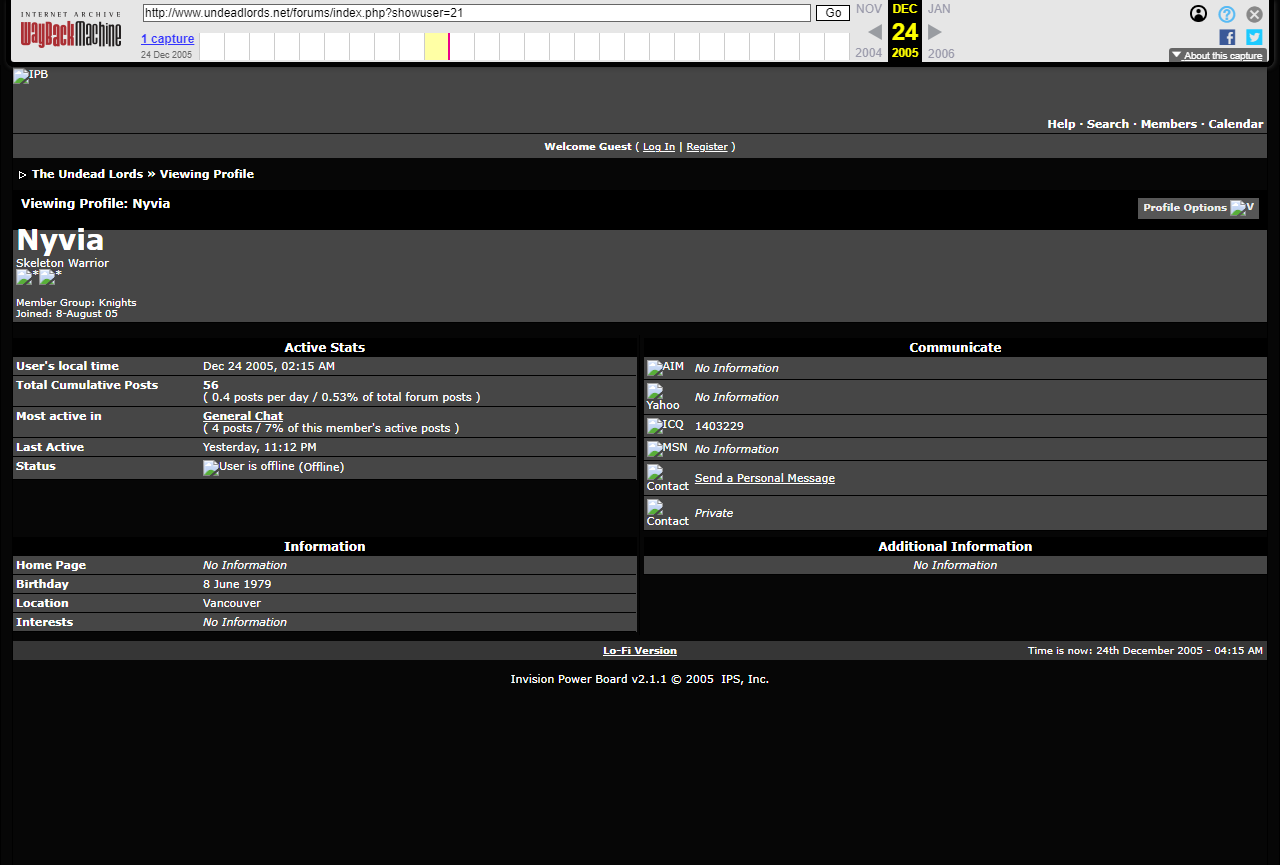 INTERNET ARCHIVE
WayBackMachine
http://www.undeadlords.net/forums/index.php?showuser=21
Go
NOV DEC JAN
1 capture
24
24 Dec 2005
2004 2005 2006
f
About this capture
IPB
Help · Search · Members · Calendar
Welcome Guest ( Log In | Register )
The Undead Lords » Viewing Profile
Viewing Profile: Nyvia
Profile Options V
Nyvia
Skeleton Warrior
* *
Member Group: Knights
Joined: 8-August 05
Active Stats
User's local time Dec 24 2005, 02:15 AM
Total Cumulative Posts 56
( 0.4 posts per day / 0.53% of total forum posts )
Most active in General Chat
( 4 posts / 7% of this member's active posts )
Last Active Yesterday, 11:12 PM
Status User is offline (Offline)
Communicate
AIM No Information
Yahoo No Information
ICQ 1403229
MSN No Information
Contact Send a Personal Message
Contact Private
Information
Home Page No Information
Birthday 8 June 1979
Location Vancouver
Interests No Information
Additional Information
No Information
Lo-Fi Version Time is now: 24th December 2005 - 04:15 AM
Invision Power Board v2.1.1 © 2005 IPS, Inc.